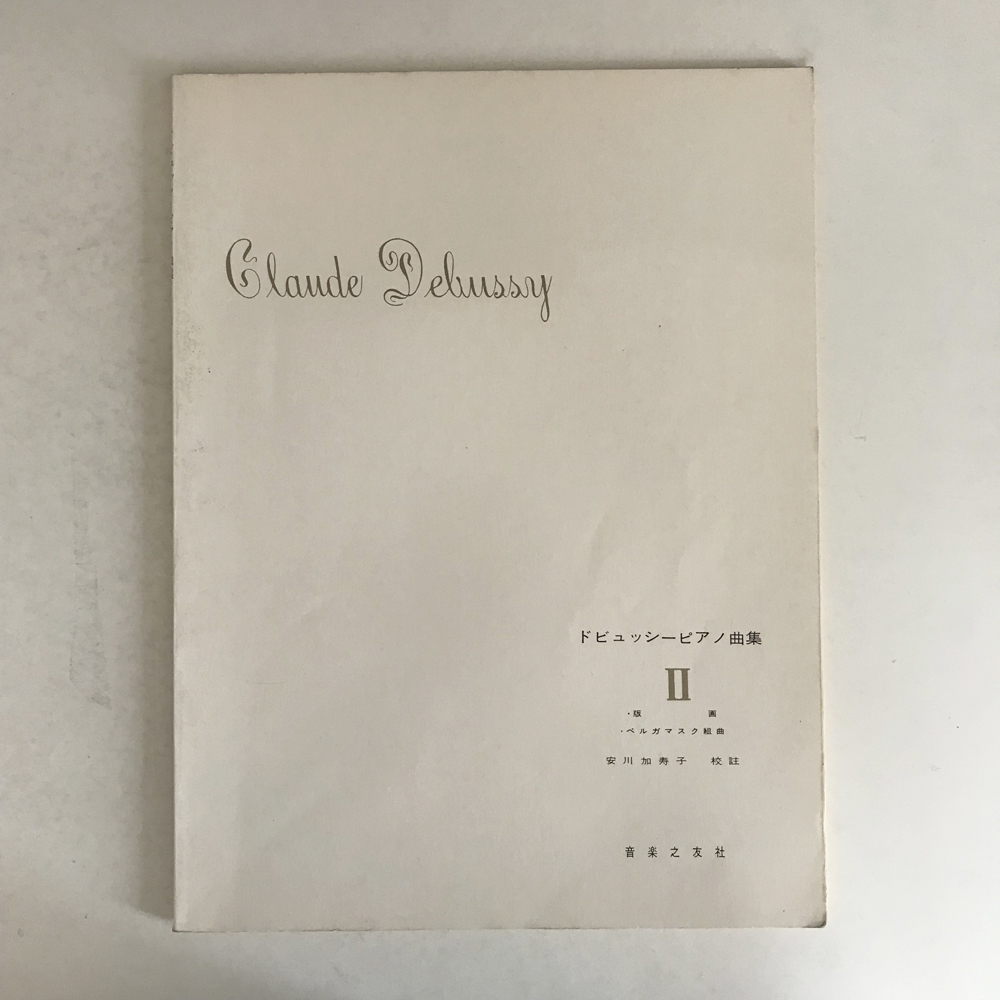 Claude Debussy
ドビュッシーピアノ曲集
II
・版画
・ベルガマスク組曲
安川加寿子 校註
音楽之友社